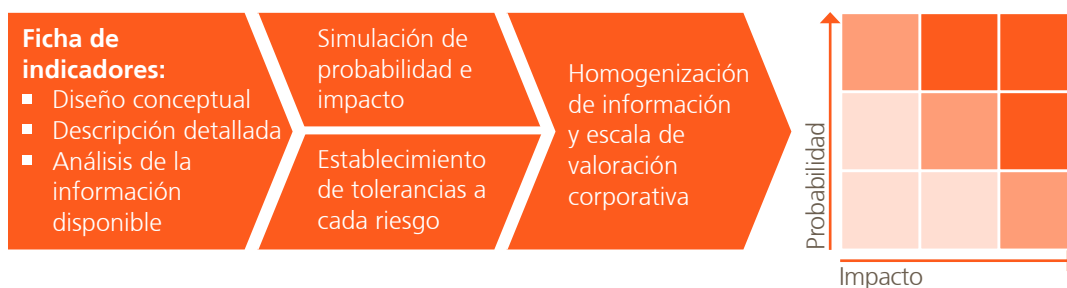 Ficha de
indicadores:
Diseño conceptual
Descripción detallada
Análisis de la
información
disponible
Simulación de
probabilidad e
impacto
Establecimiento
de tolerancias a
cada riesgo
Homogenización
de información
y escala de
valoración
corporativa
Probabilidad
Impacto